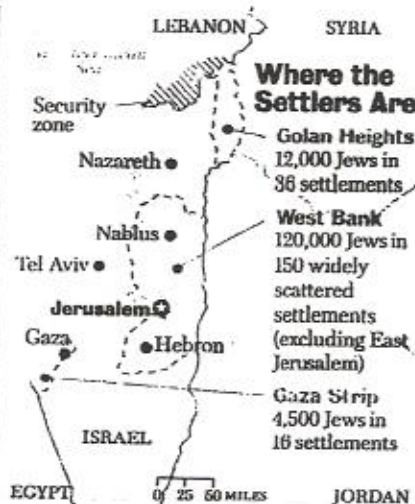 LEBANON
SYRIA
Where the
Settlers Are
Security
zone
Golan Heights
12,000 Jews in
36 settlements
Nazareth
West Bank
120,000 Jews in
150 widely
scattered
settlements
(excluding East
Jerusalem)
Nablus
Tel Aviv
Jerusalem
Gaza
Hebron
Gaza Strip
4,500 Jews in
16 settlements
ISRAEL
EGYPT
0 25 50 MILES
JORDAN